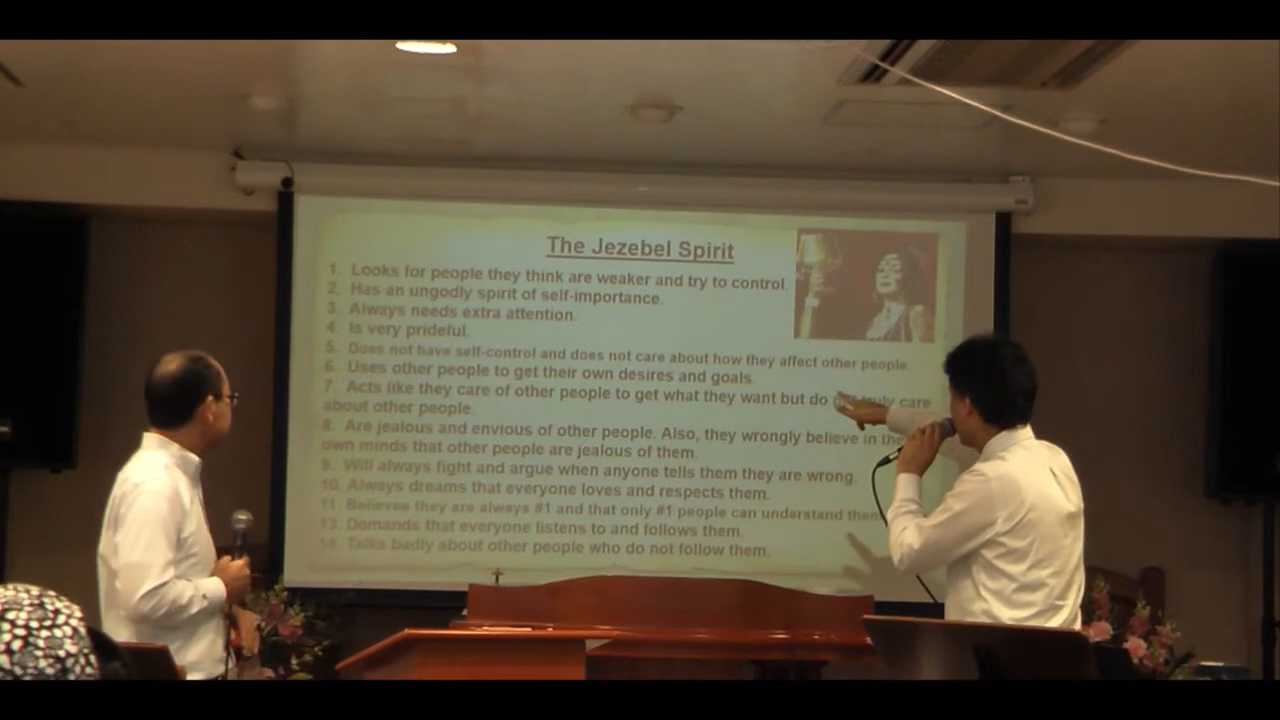 The Jezebel Spirit
1. Looks for people they think are weaker and try to control.
2. Has an ungodly spirit of self-importance.
3. Always needs extra attention.
4. Is very prideful.
5. Does not have self-control and does not care about how they affect other people.
6. Uses other people to get their own desires and goals.
7. Acts like they care of other people to get what they want but do truly care
about other people.
8. Are jealous and envious of other people. Also, they wrongly believe in the
own minds that other people are jealous of them.
9. Will always fight and argue when anyone tells them they are wrong.
10. Always dreams that everyone loves and respects them.
11. Believes they are always #1 and that only #1 people can understand them
13. Demands that everyone listens to and follows them.
14. Talks badly about other people who do not follow them.